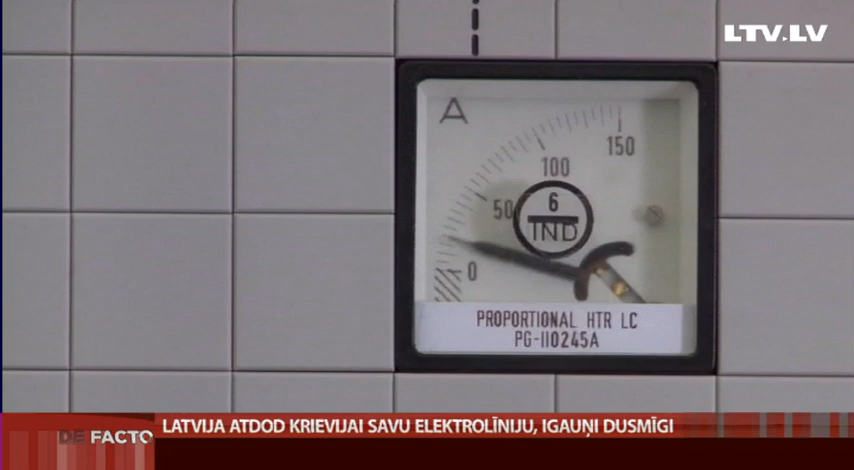 LTV.LV
A
150
100
50
6
IND
0
PROPORTIONAL HTR LC
PG-110245A
DE FACTO
LATVIJA ATDOD KRIEVIJAI SAVU ELEKTROLĪNIJU, IGAUŅI DUSMĪGI